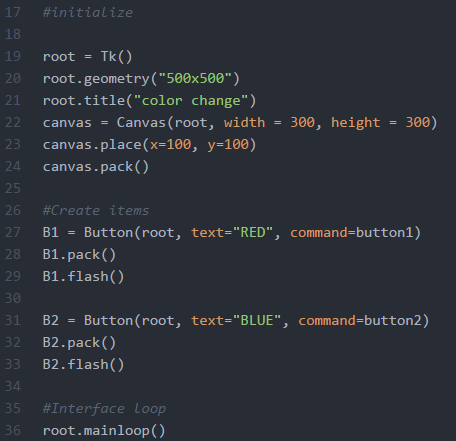 17 #initialize
18
19 root = Tk()
20 root.geometry("500x500")
21 root.title("color change")
22 canvas = Canvas(root, width = 300, height = 300)
23 canvas.place(x=100, y=100)
24 canvas.pack()
25
26 #Create items
27 B1 = Button(root, text="RED", command=button1)
28 B1.pack()
29 B1.flash()
30
31 B2 = Button(root, text="BLUE", command=button2)
32 B2.pack()
33 B2.flash()
34
35 #Interface loop
36 root.mainloop()